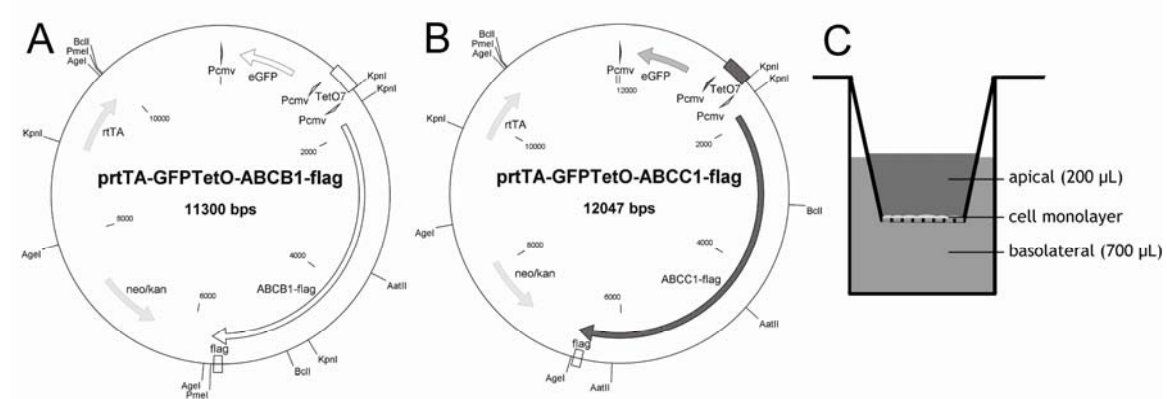 A
BclI
PmeI
AgeI
Pcmv
eGFP
KpnI
KpnI
TetO7
Pcmv
Pcmv
10000
rtTA
KpnI
2000
prtTA-GFPTetO-ABCB1-flag
11300 bps
8000
AgeI
4000
neo/kan
6000
ABCB1-flag
AatII
flag
KpnI
BclI
AgeI
PmeI
B
BclI
PmeI
AgeI
Pcmv
12000
eGFP
KpnI
KpnI
TetO7
Pcmv
Pcmv
KpnI
rtTA
10000
2000
prtTA-GFPTetO-ABCC1-flag
12047 bps
BclI
AgeI
8000
4000
neo/kan
ABCC1-flag
6000
AatII
flag
AgeI
AatII
C
apical (200 µL)
cell monolayer
basolateral (700 µL)